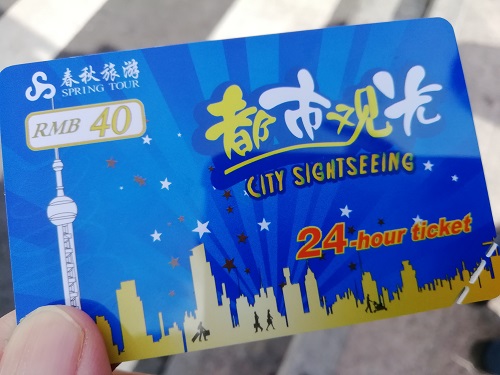 春秋旅游
SPRING TOUR
RMB 40
都市观光
CITY SIGHTSEEING
24-hour ticket